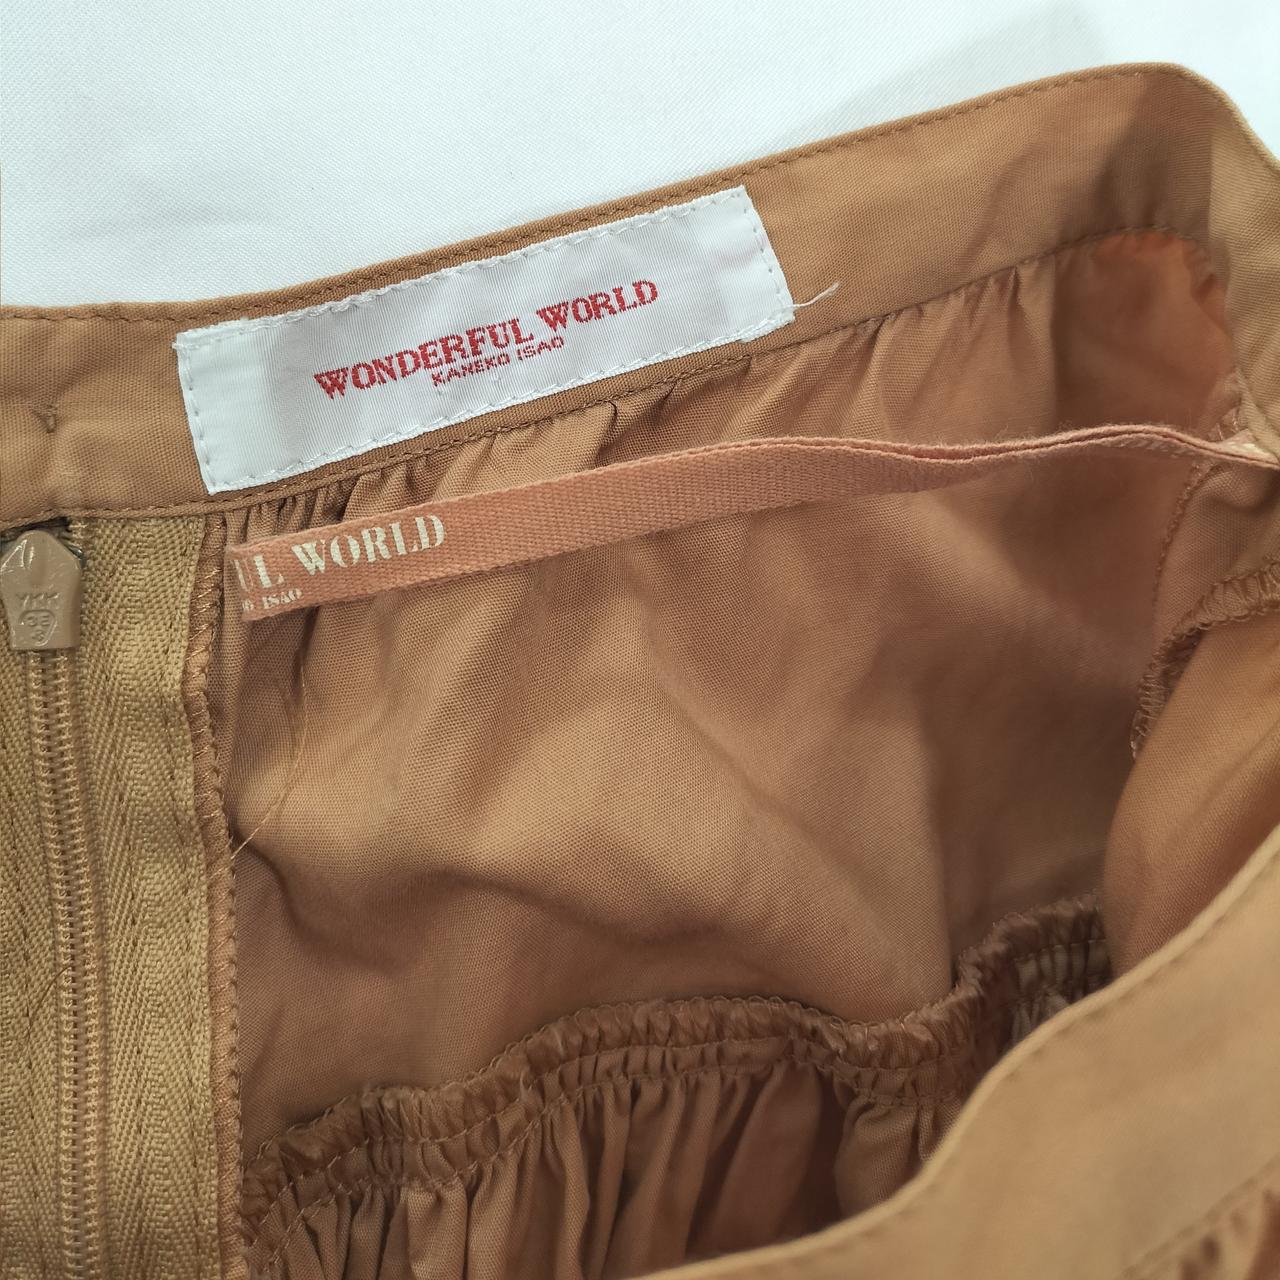 WONDERFUL WORLD
KANEKO ISAO
UL WORLD
ISAO
YKK